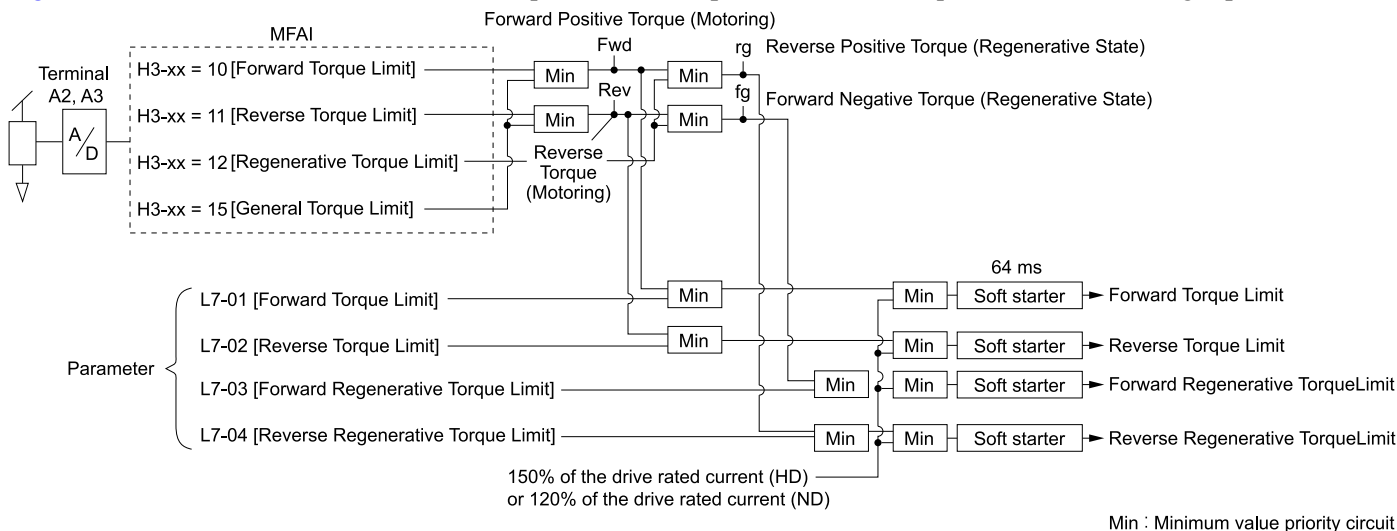 Forward Positive Torque (Motoring)
MFAI
Fwd
rg
Reverse Positive Torque (Regenerative State)
Terminal
A2, A3
H3-xx = 10 [Forward Torque Limit]
Min
Min
Rev
fg
Forward Negative Torque (Regenerative State)
H3-xx = 11 [Reverse Torque Limit]
Min
Min
A/D
Reverse
Torque
(Motoring)
H3-xx = 12 [Regenerative Torque Limit]
H3-xx = 15 [General Torque Limit]
64 ms
L7-01 [Forward Torque Limit]
Min
Min
Soft starter
Forward Torque Limit
L7-02 [Reverse Torque Limit]
Min
Min
Soft starter
Reverse Torque Limit
Parameter
L7-03 [Forward Regenerative Torque Limit]
Min
Min
Soft starter
Forward Regenerative TorqueLimit
L7-04 [Reverse Regenerative Torque Limit]
Min
Min
Soft starter
Reverse Regenerative TorqueLimit
150% of the drive rated current (HD)
or 120% of the drive rated current (ND)
Min : Minimum value priority circuit